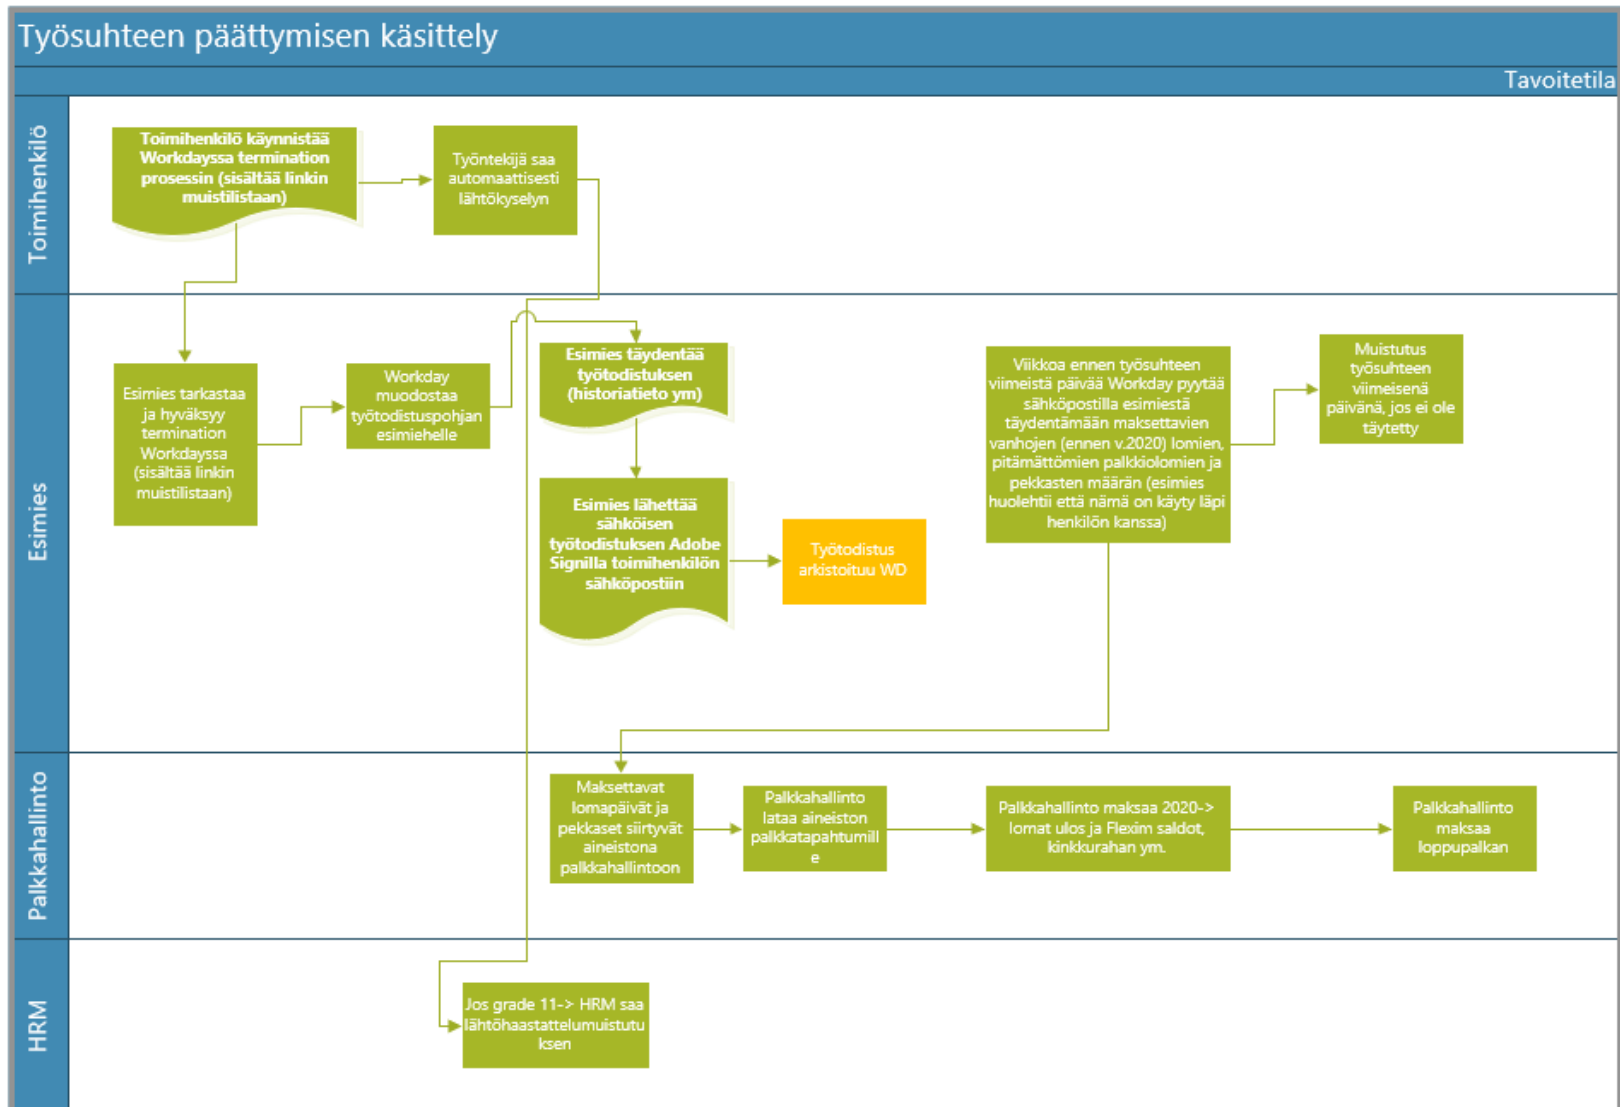 Työsuhteen päättymisen käsittely
Tavoitetila
Toimihenkilö
Toimihenkilö käynnistää
Workdayssa termination
prosessin (sisältää linkin
muistilistaan)
Työntekijä saa
automaattisesti
lähtökyselyn
Esimies
Esimies tarkastaa
ja hyväksyy
termination
Workdayssa
(sisältää linkin
muistilistaan)
Workday
muodostaa
työtodistuspohjan
esimiehelle
Esimies täydentää
työtodistuksen
(historiatieto ym)
Esimies lähettää
sähköisen
työtodistuksen Adobe
Signilla toimihenkilön
sähköpostiin
Työtodistus
arkistoituu WD
Viikkoa ennen työsuhteen
viimeistä päivää Workday pyytää
sähköpostilla esimiestä
täydentämään maksettavien
vanhojen (ennen v.2020) lomien,
pitämättömien palkkiolomien ja
pekkasten määrän (esimies
huolehtii että nämä on käyty läpi
henkilön kanssa)
Muistutus
työsuhteen
viimeisenä
päivänä, jos ei ole
täytetty
Palkkahallinto
Maksettavat
lomapäivät ja
pekkaset siirtyvät
aineistona
palkkahallintoon
Palkkahallinto
lataa aineiston
palkkatapahtumill
e
Palkkahallinto maksaa 2020->
lomat ulos ja Flexim saldot,
kinkkurahan ym.
Palkkahallinto
maksaa
loppupalkan
HRM
Jos grade 11-> HRM saa
lähtöhaastattelumuistutu
ksen